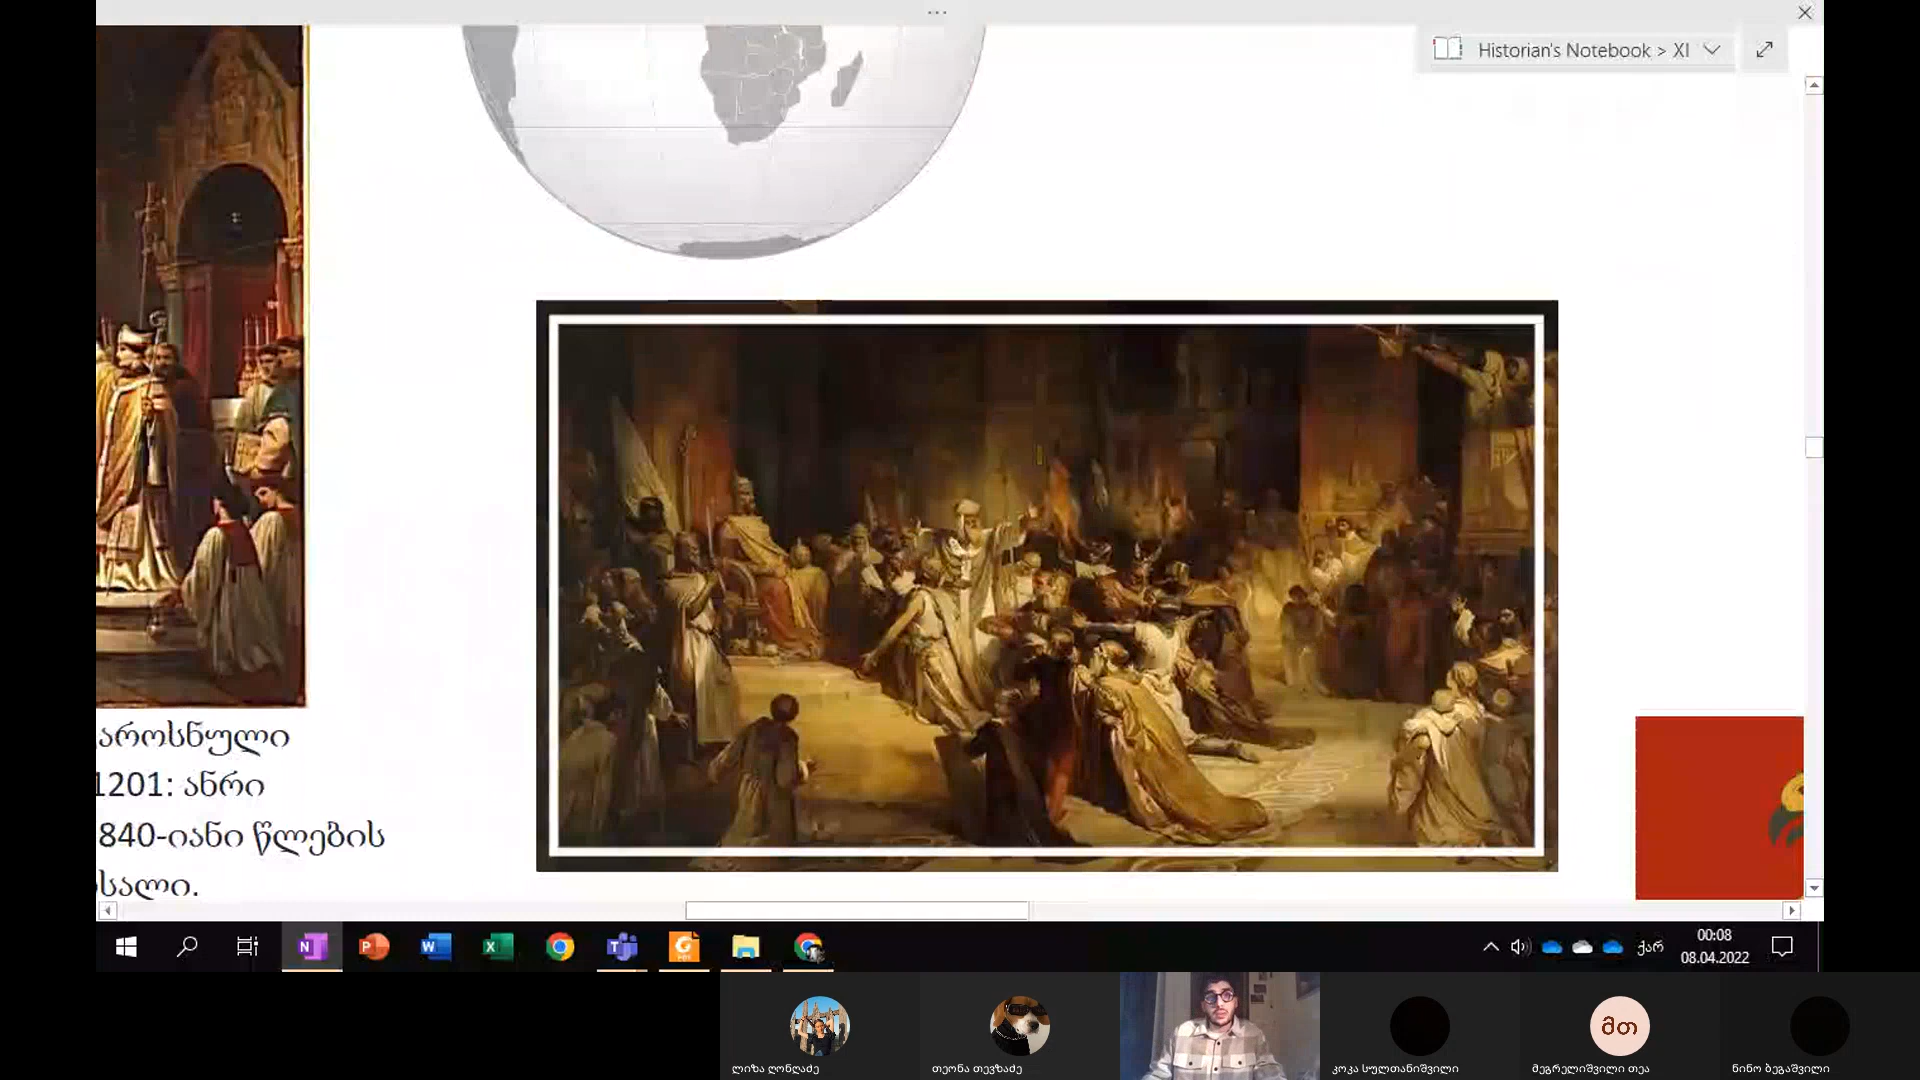 Historian's Notebook > XI
აროსნული
1201: ანრი
840-იანი წლების
სალი.
ქარ
00:08
08.04.2022
ლიზა ღონღაძე
თეონა თევზაძე
კოკა სულთანიშვილი
მთ
მეგრელიშვილი თეა
ნინო ბეგაშვილი